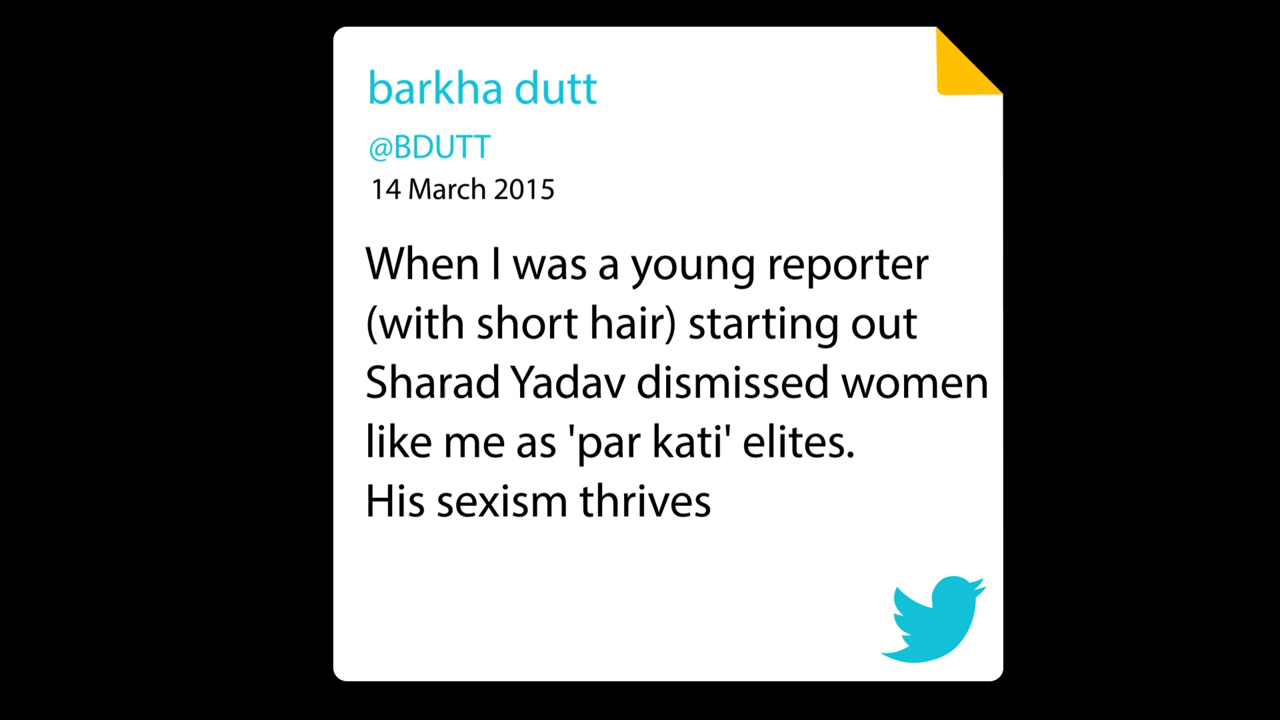 barkha dutt
@BDUTT
14 March 2015
When I was a young reporter
(with short hair) starting out
Sharad Yadav dismissed women
like me as 'par kati' elites.
His sexism thrives